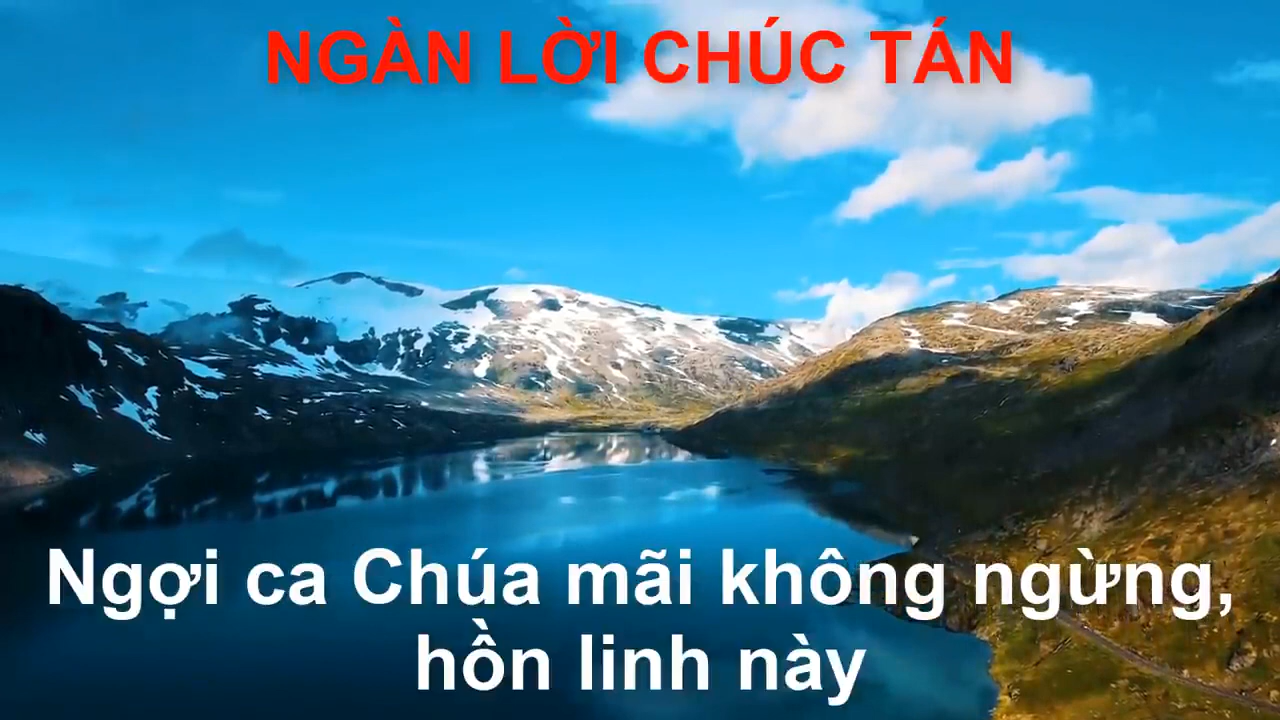 NGÀN LỜI CHÚC TÁN
Ngợi ca Chúa mãi không ngừng,
hồn linh này